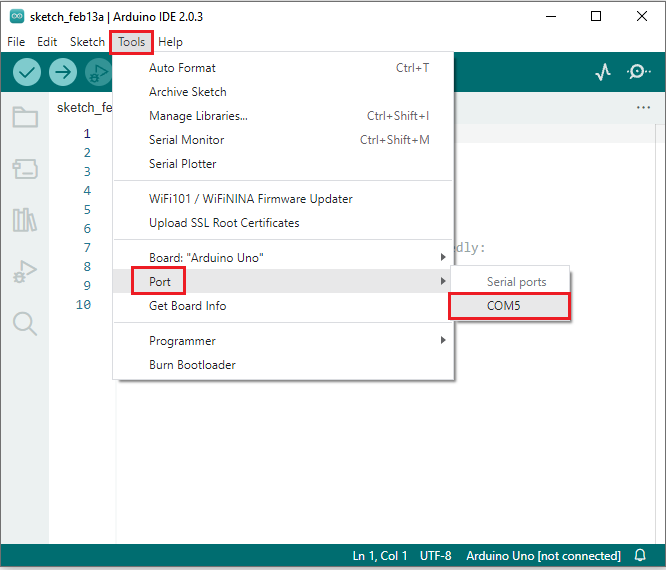 sketch_feb13a | Arduino IDE 2.0.3
File Edit Sketch Tools Help
sketch_fe
...
1
2
3
4
5
6
7
8
9
10
Auto Format Ctrl+T
Archive Sketch
Manage Libraries... Ctrl+Shift+I
Serial Monitor Ctrl+Shift+M
Serial Plotter
WiFi101 / WiFiNINA Firmware Updater
Upload SSL Root Certificates
Board: "Arduino Uno"
Port
Get Board Info
Programmer
Burn Bootloader
edly:
Serial ports
COM5
Ln 1, Col 1 UTF-8 Arduino Uno [not connected]